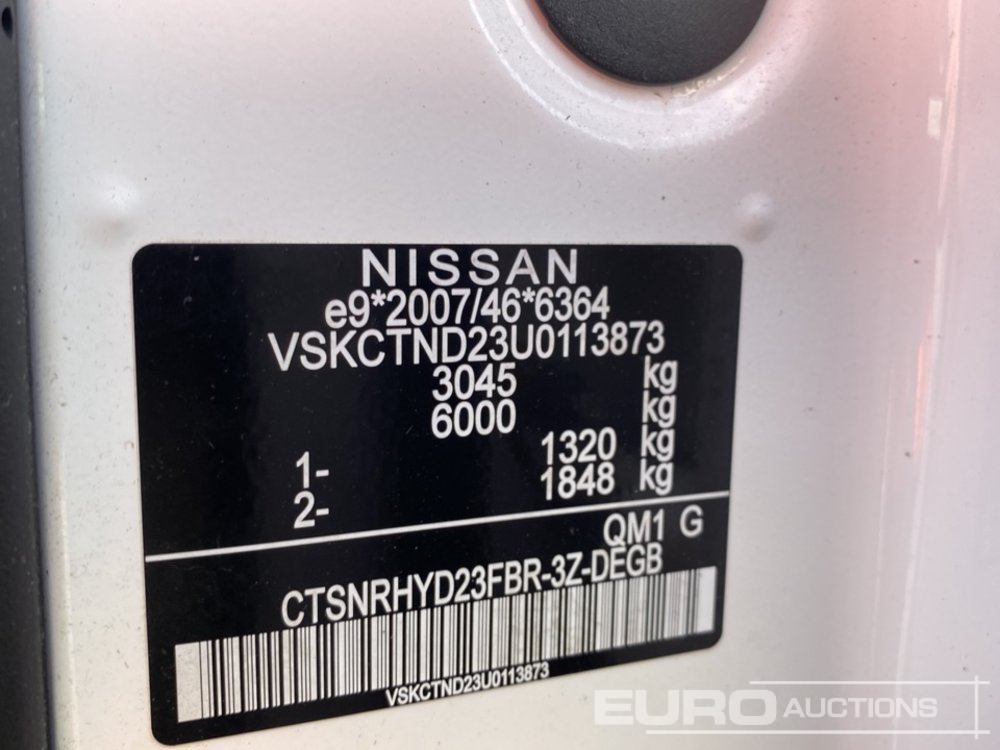 NISSAN
e9*2007/46*6364
VSKCTND23U0113873
3045 kg
6000 kg
1- 1320 kg
2- 1848 kg
QM1 G
CTSNRHYD23FBR-3Z-DEGB
VSKCTND23U0113873
EURO AUCTIONS